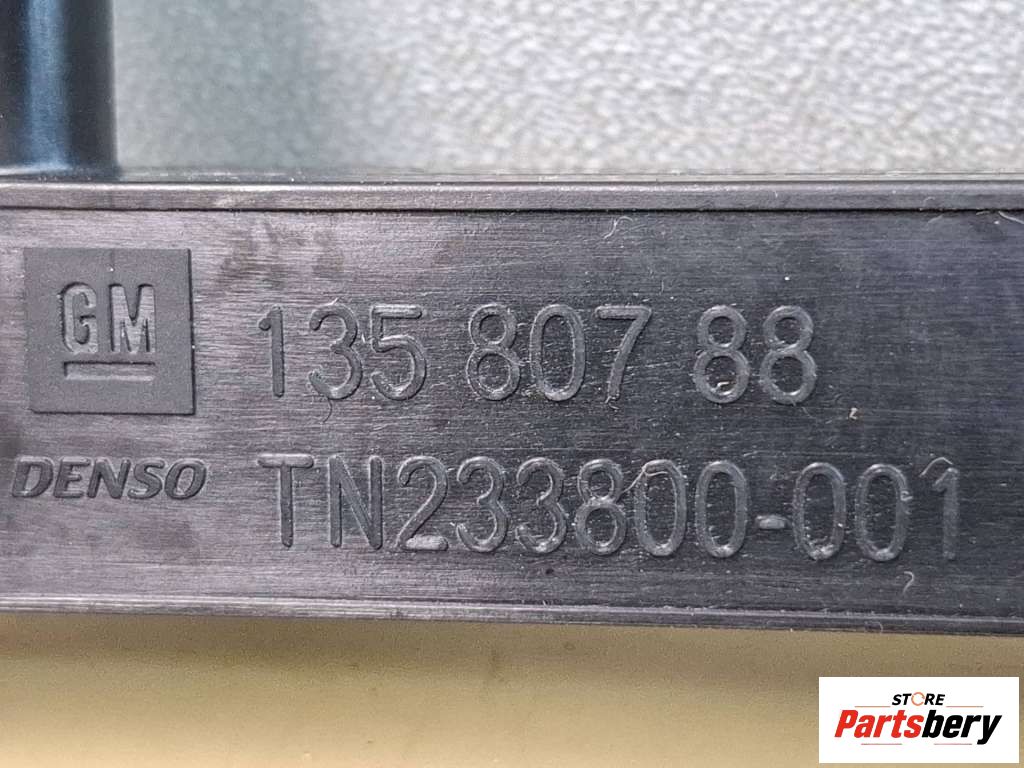 GM 135 807 88
DENSO TN233800-001
STORE
Partsbery